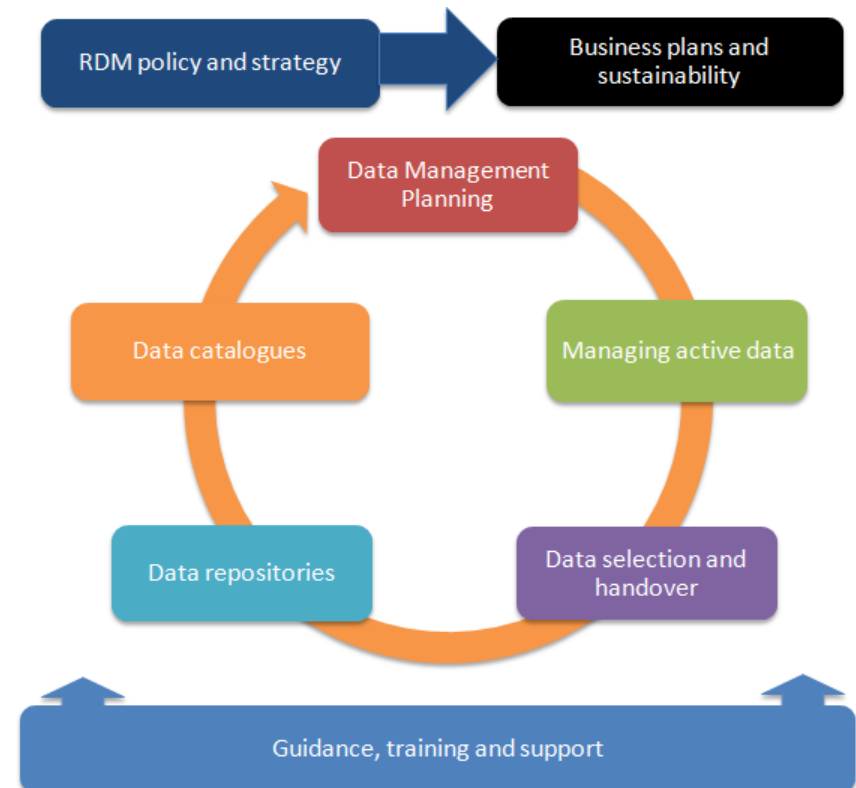 RDM policy and strategy
Business plans and
sustainability
Data Management
Planning
Data catalogues
Managing active data
Data repositories
Data selection and
handover
Guidance, training and support